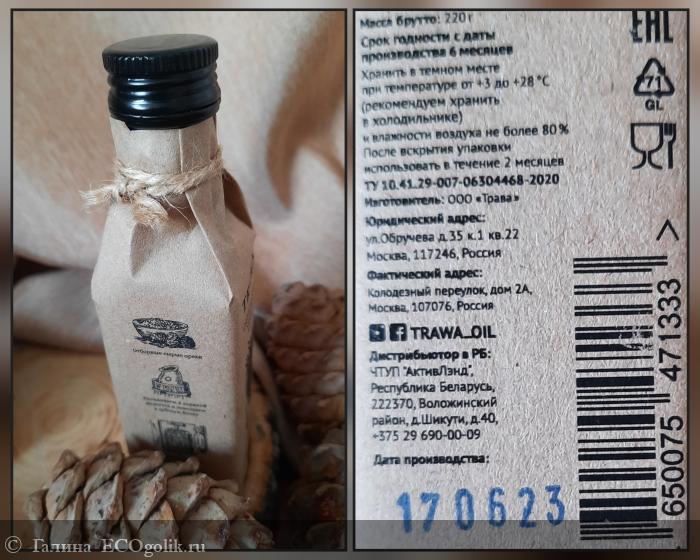 Отборные сырые орехи
Масса брутто: 220 г
Срок годности с даты
производства 6 месяцев
Хранить в темном месте
при температуре от +3 до +28 °C
(рекомендуем хранить
в холодильнике)
и влажности воздуха не более 80%
После вскрытия упаковки
использовать в течение 2 месяцев
ТУ 10.41.29-007-06304468-2020
Изготовитель: ООО «Трава»
Юридический адрес:
ул.Обручева д.35 к.1 кв.22
Москва, 117246, Россия
Фактический адрес:
Колодезный переулок, дом 2А,
Москва, 107076, Россия
TRAWA_OIL
Дистрибьютор в РБ:
ЧТУП "АктивЛэнд",
Республика Беларусь,
222370, Воложинский
район, д.Шикути, д.40,
+375 29 690-00-09
Дата производства:
170623
EAC
71
GL
4650075 471333 >
Галина ECOgolik.ru